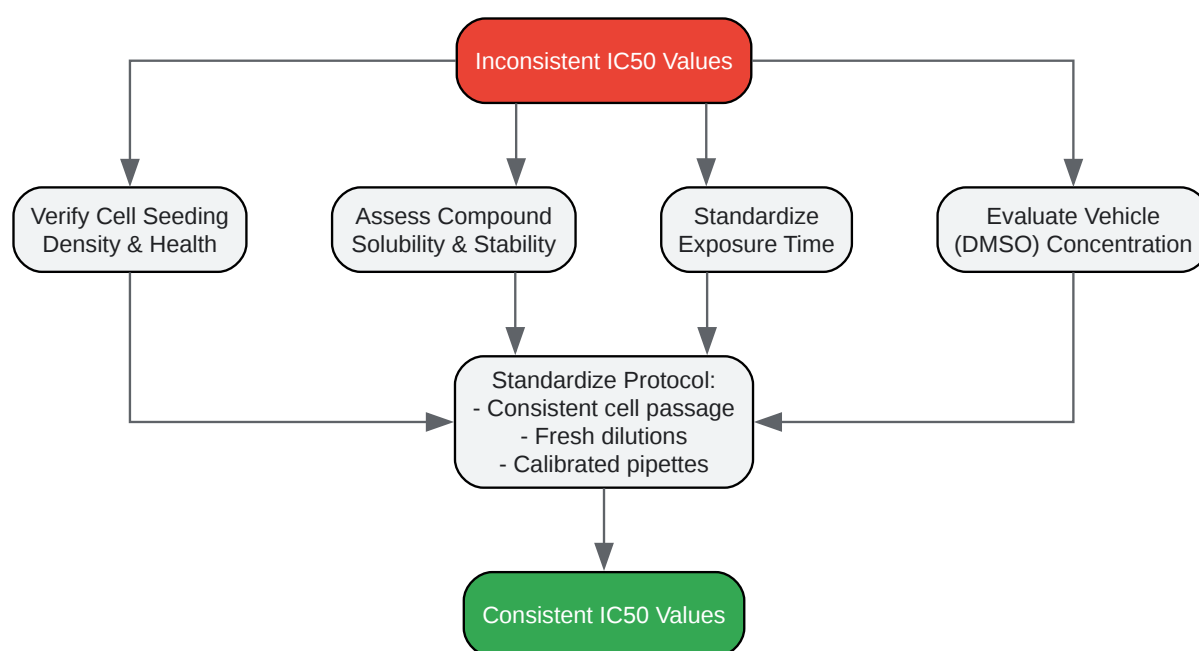 Inconsistent IC50 Values
Verify Cell Seeding
Density & Health
Assess Compound
Solubility & Stability
Standardize
Exposure Time
Evaluate Vehicle
(DMSO) Concentration
Standardize Protocol:
- Consistent cell passage
- Fresh dilutions
- Calibrated pipettes
Consistent IC50 Values